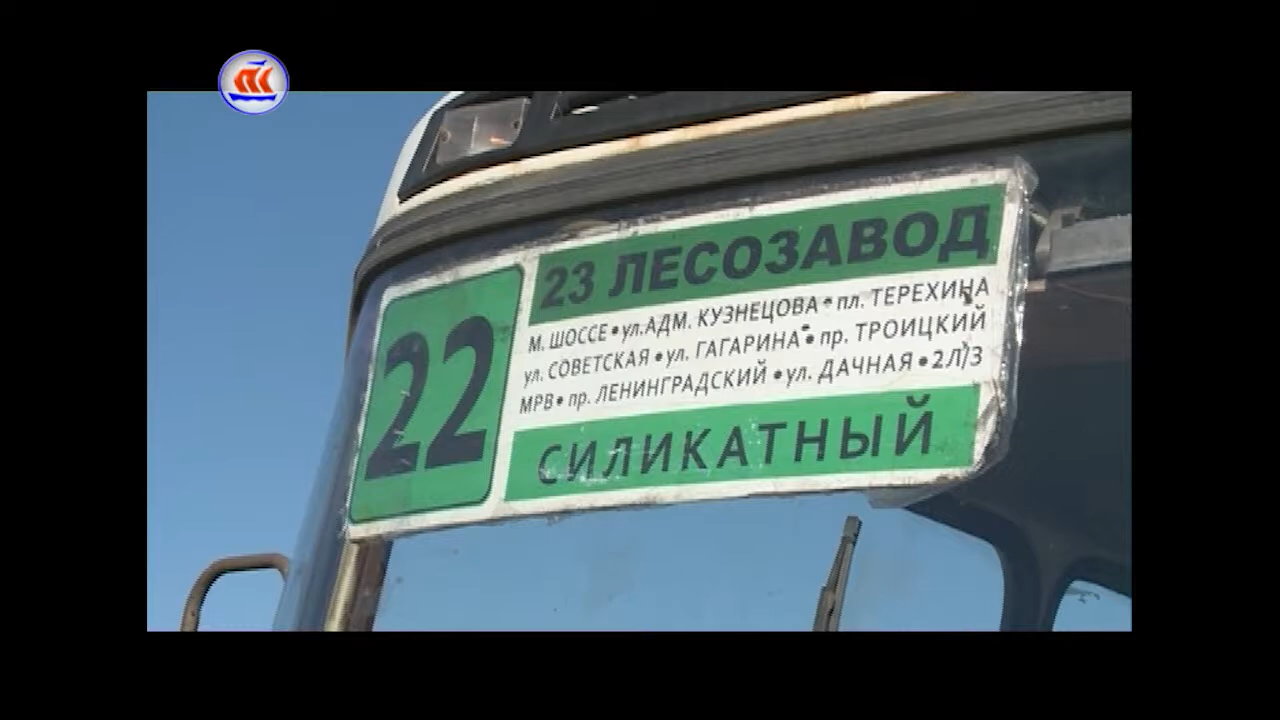 22
23 ЛЕСОЗАВОД
М. ШОССЕ • ул. АДМ. КУЗНЕЦОВА • пл. ТЕРЕХИНА
ул. СОВЕТСКАЯ • ул. ГАГАРИНА • пр. ТРОИЦКИЙ
МРВ • пр. ЛЕНИНГРАДСКИЙ • ул. ДАЧНАЯ • 2 Л/З
СИЛИКАТНЫЙ